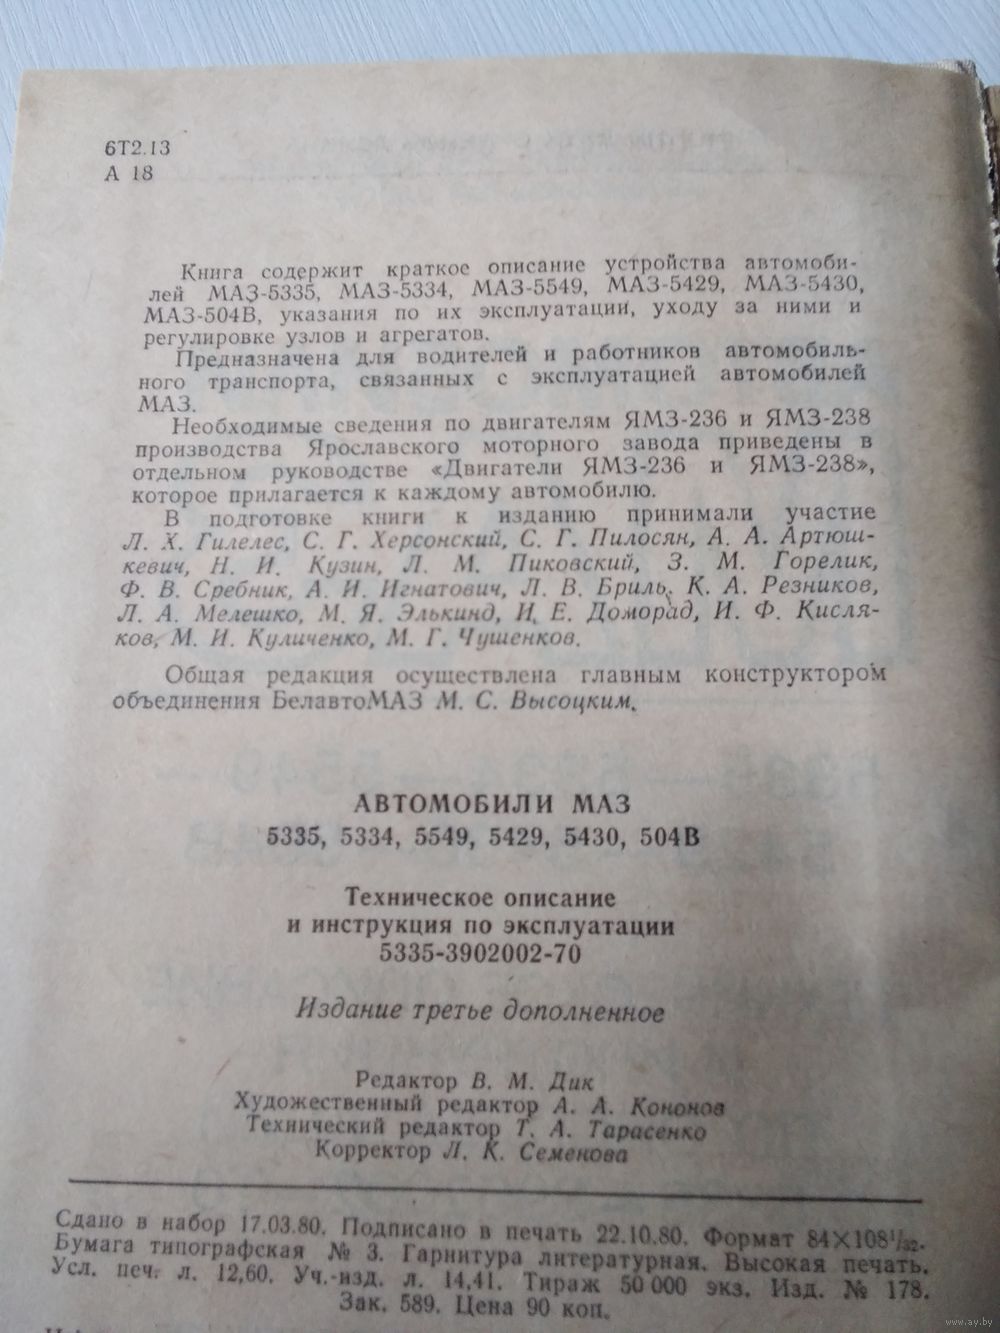 6Т2.13
А 18
Книга содержит краткое описание устройства автомоби-
лей МАЗ-5335, МАЗ-5334, МАЗ-5549, МАЗ-5429, МАЗ-5430,
МАЗ-504В, указания по их эксплуатации, уходу за ними и
регулировке узлов и агрегатов.
Предназначена для водителей и работников автомобиль-
ного транспорта, связанных с эксплуатацией автомобилей
МАЗ.
Необходимые сведения по двигателям ЯМЗ-236 и ЯМЗ-238
производства Ярославского моторного завода приведены в
отдельном руководстве «Двигатели ЯМЗ-236 и ЯМЗ-238»,
которое прилагается к каждому автомобилю.
В подготовке книги к изданию принимали участие
Л. Х. Гилелес, С. Г. Херсонский, С. Г. Пилосян, А. А. Артюш-
кевич, Н. И. Кузин, Л. М. Пиковский, З. М. Горелик,
Ф. В. Сребник, А. И. Игнатович, Л. В. Бриль, К. А. Резников,
Л. А. Мелешко, М. Я. Элькинд, И. Е. Доморад, И. Ф. Кисля-
ков, М. И. Куличенко, М. Г. Чушенков.
Общая редакция осуществлена главным конструктором
объединения БелавтоМАЗ М. С. Высоцким.
АВТОМОБИЛИ МАЗ
5335, 5334, 5549, 5429, 5430, 504В
Техническое описание
и инструкция по эксплуатации
5335-3902002-70
Издание третье дополненное
Редактор В. М. Дик
Художественный редактор А. А. Кононов
Технический редактор Т. А. Тарасенко
Корректор Л. К. Семенова
Сдано в набор 17.03.80. Подписано в печать 22.10.80. Формат 84×108¹/₃₂.
Бумага типографская № 3. Гарнитура литературная. Высокая печать.
Усл. печ. л. 12,60. Уч.-изд. л. 14,41. Тираж 50 000 экз. Изд. № 178.
Зак. 589. Цена 90 коп.
www.ay.by